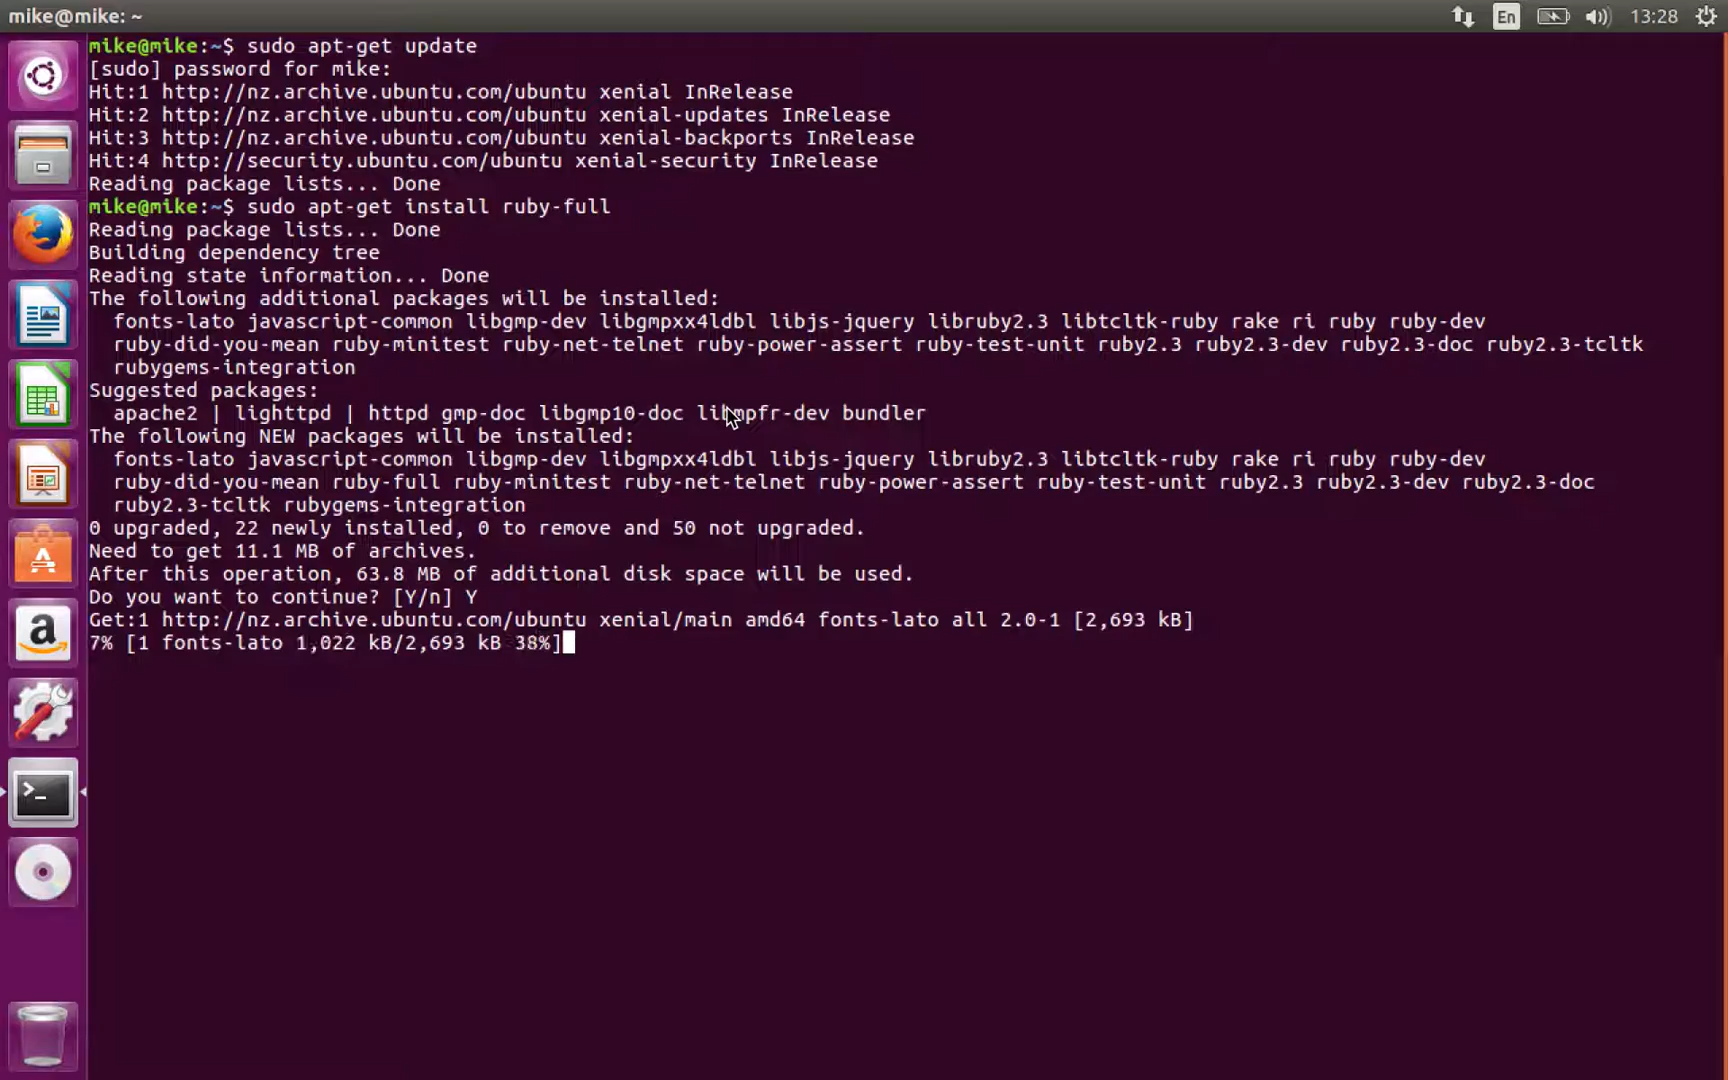 mike@mike: ~
En
13:28
mike@mike:~$ sudo apt-get update
[sudo] password for mike:
Hit:1 http://nz.archive.ubuntu.com/ubuntu xenial InRelease
Hit:2 http://nz.archive.ubuntu.com/ubuntu xenial-updates InRelease
Hit:3 http://nz.archive.ubuntu.com/ubuntu xenial-backports InRelease
Hit:4 http://security.ubuntu.com/ubuntu xenial-security InRelease
Reading package lists... Done
mike@mike:~$ sudo apt-get install ruby-full
Reading package lists... Done
Building dependency tree
Reading state information... Done
The following additional packages will be installed:
  fonts-lato javascript-common libgmp-dev libgmpxx4ldbl libjs-jquery libruby2.3 libtcltk-ruby rake ri ruby ruby-dev
  ruby-did-you-mean ruby-minitest ruby-net-telnet ruby-power-assert ruby-test-unit ruby2.3 ruby2.3-dev ruby2.3-doc ruby2.3-tcltk
  rubygems-integration
Suggested packages:
  apache2 | lighttpd | httpd gmp-doc libgmp10-doc libmpfr-dev bundler
The following NEW packages will be installed:
  fonts-lato javascript-common libgmp-dev libgmpxx4ldbl libjs-jquery libruby2.3 libtcltk-ruby rake ri ruby ruby-dev
  ruby-did-you-mean ruby-full ruby-minitest ruby-net-telnet ruby-power-assert ruby-test-unit ruby2.3 ruby2.3-dev ruby2.3-doc
  ruby2.3-tcltk rubygems-integration
0 upgraded, 22 newly installed, 0 to remove and 50 not upgraded.
Need to get 11.1 MB of archives.
After this operation, 63.8 MB of additional disk space will be used.
Do you want to continue? [Y/n] Y
Get:1 http://nz.archive.ubuntu.com/ubuntu xenial/main amd64 fonts-lato all 2.0-1 [2,693 kB]
7% [1 fonts-lato 1,022 kB/2,693 kB 38%]